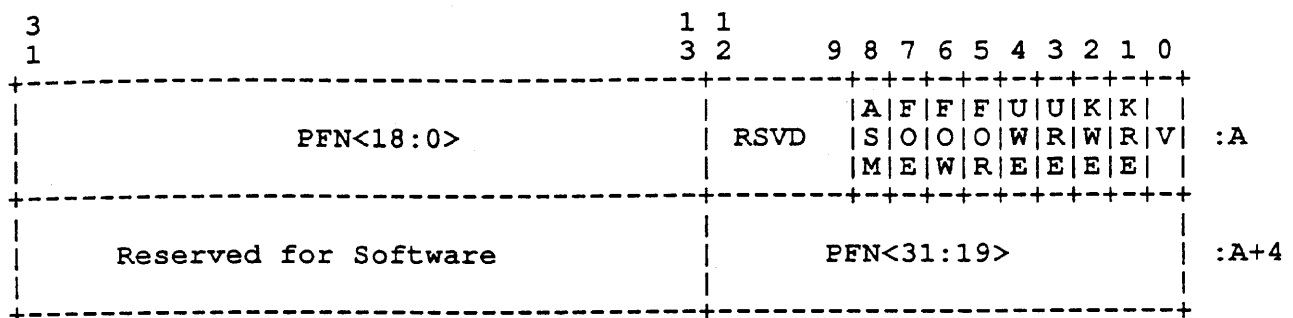 3 1 1
1 3 2 9 8 7 6 5 4 3 2 1 0
|A|F|F|F|U|U|K|K| |
PFN<18:0> | RSVD |S|O|O|O|W|R|W|R|V| :A
|M|E|W|R|E|E|E|E| |
Reserved for Software | PFN<31:19> | :A+4